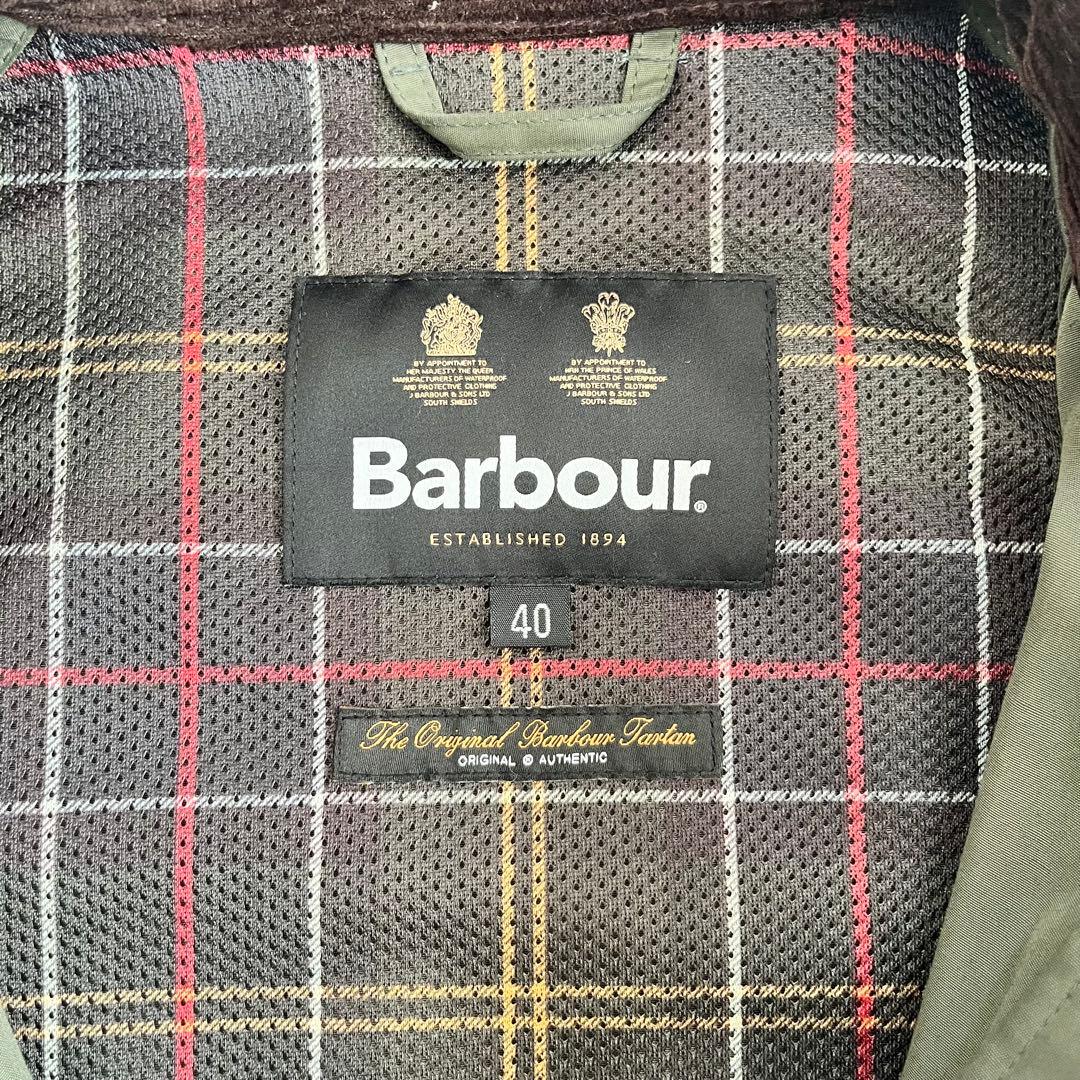 BY APPOINTMENT TO
HER MAJESTY THE QUEEN
MANUFACTURERS OF WATERPROOF
AND PROTECTIVE CLOTHING
J BARBOUR & SONS LTD
SOUTH SHIELDS
BY APPOINTMENT TO
HRH THE PRINCE OF WALES
MANUFACTURERS OF WATERPROOF
AND PROTECTIVE CLOTHING
J BARBOUR & SONS LTD
SOUTH SHIELDS
Barbour®
ESTABLISHED 1894
40
The Original Barbour Tartan
ORIGINAL © AUTHENTIC